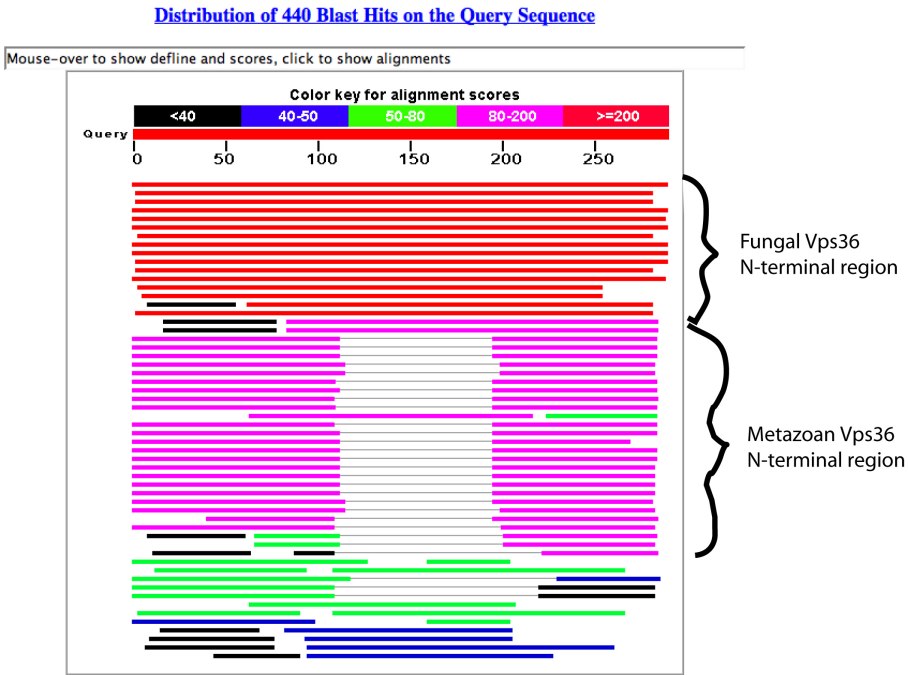 Distribution of 440 Blast Hits on the Query Sequence
Mouse-over to show defline and scores, click to show alignments
Color key for alignment scores
<40 40-50 50-80 80-200 >=200
Query
0 50 100 150 200 250
Fungal Vps36
N-terminal region
Metazoan Vps36
N-terminal region